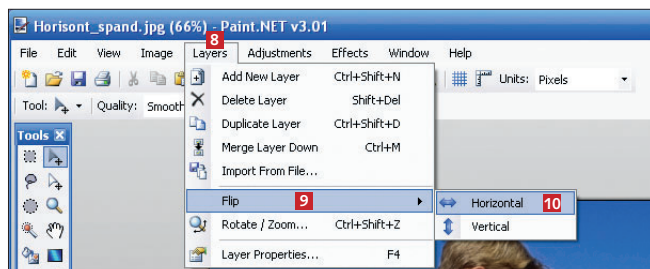 Horisont_spand.jpg (66%) - Paint.NET v3.01
8
File Edit View Image Layers Adjustments Effects Window Help
Add New Layer Ctrl+Shift+N
Units: Pixels
Tool: Quality: Smooth
Delete Layer Shift+Del
Duplicate Layer Ctrl+Shift+D
Tools
Merge Layer Down Ctrl+M
Import From File...
Flip 9
Horizontal 10
Rotate / Zoom... Ctrl+Shift+Z
Vertical
Layer Properties... F4